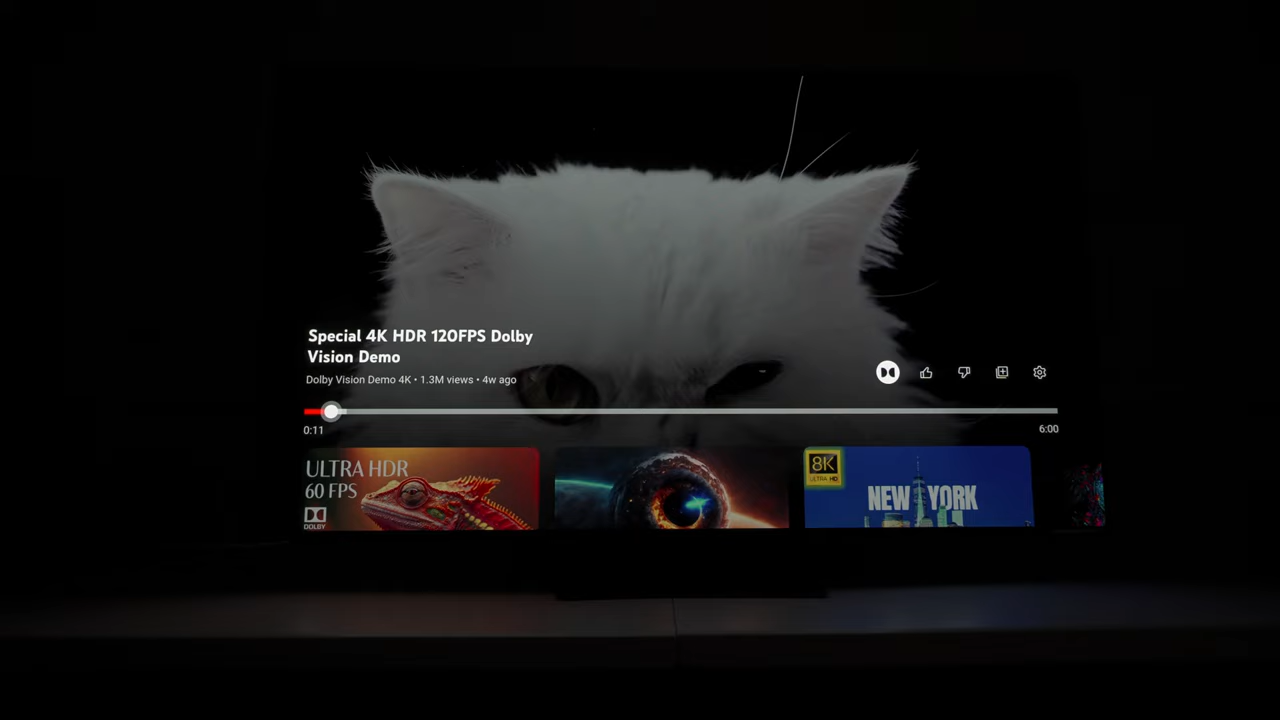 Special 4K HDR 120FPS Dolby
Vision Demo
Dolby Vision Demo 4K • 1.3M views • 4w ago
0:11
6:00
ULTRA HDR
60 FPS
DOLBY
8K
ULTRA HD
NEW YORK